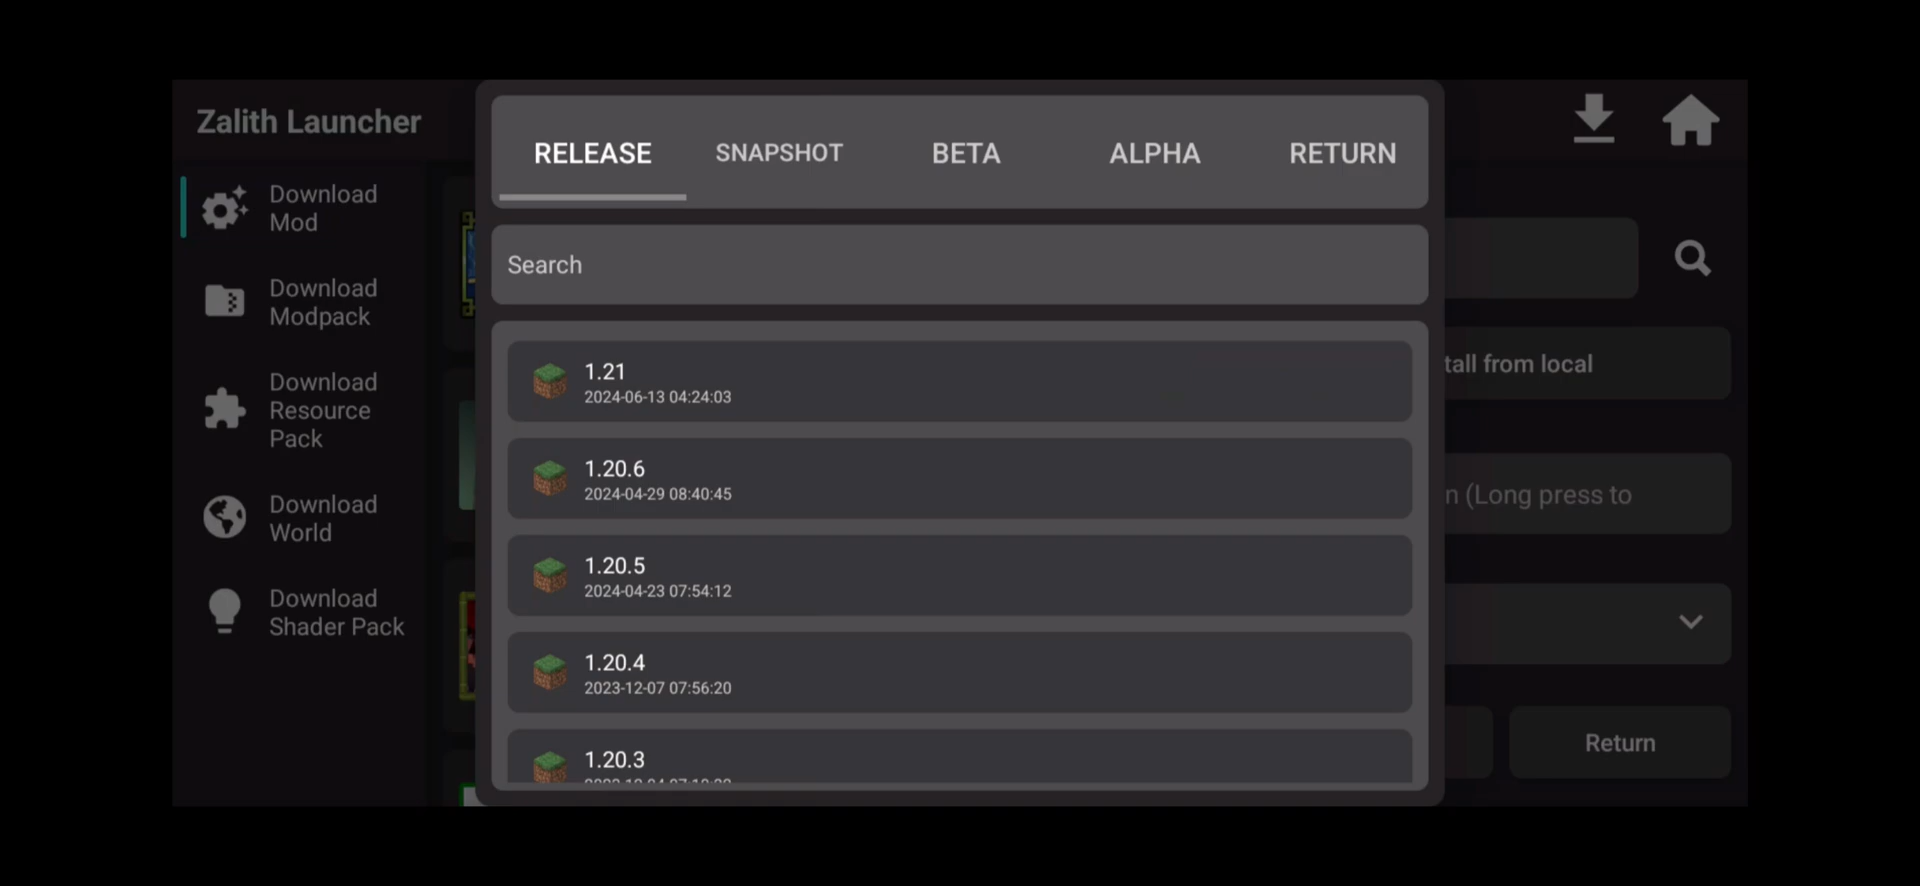 Zalith Launcher
Download
Mod
Download
Modpack
Download
Resource
Pack
Download
World
Download
Shader Pack
RELEASE
SNAPSHOT
BETA
ALPHA
RETURN
Search
1.21
2024-06-13 04:24:03
1.20.6
2024-04-29 08:40:45
1.20.5
2024-04-23 07:54:12
1.20.4
2023-12-07 07:56:20
1.20.3
tall from local
n (Long press to
Return